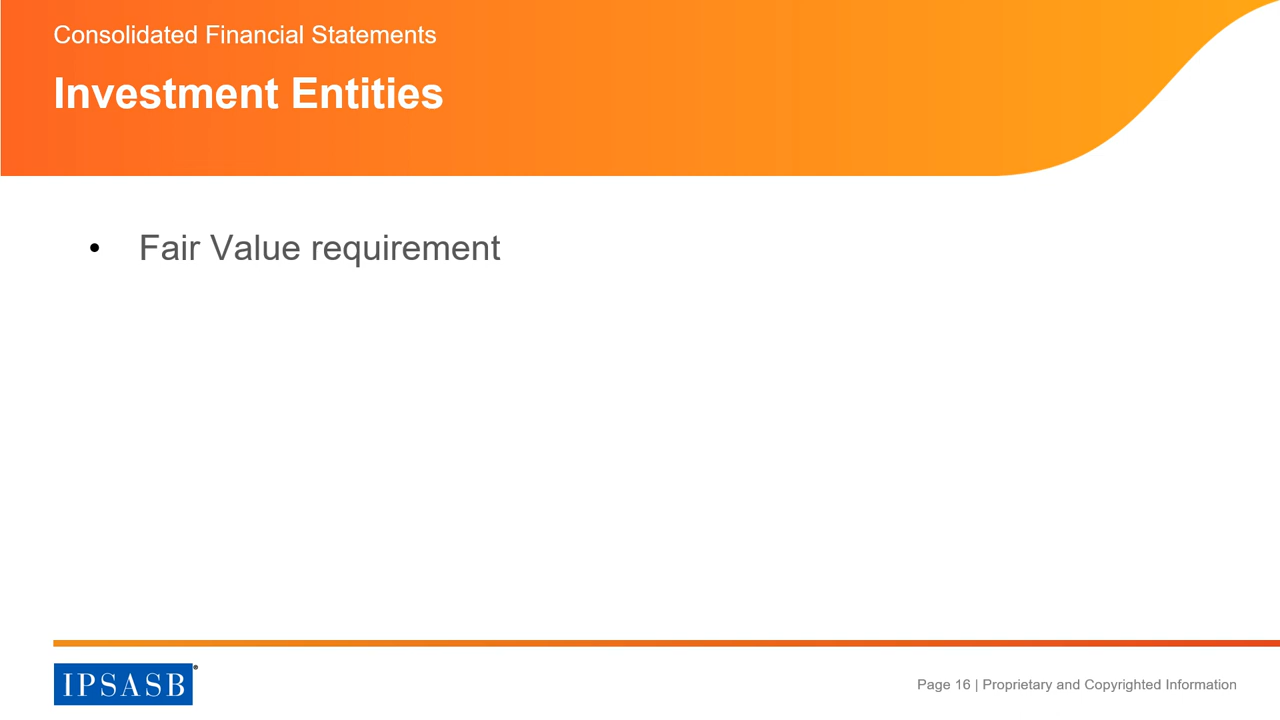 Consolidated Financial Statements
Investment Entities
• Fair Value requirement
IPSASB®
Page 16 | Proprietary and Copyrighted Information